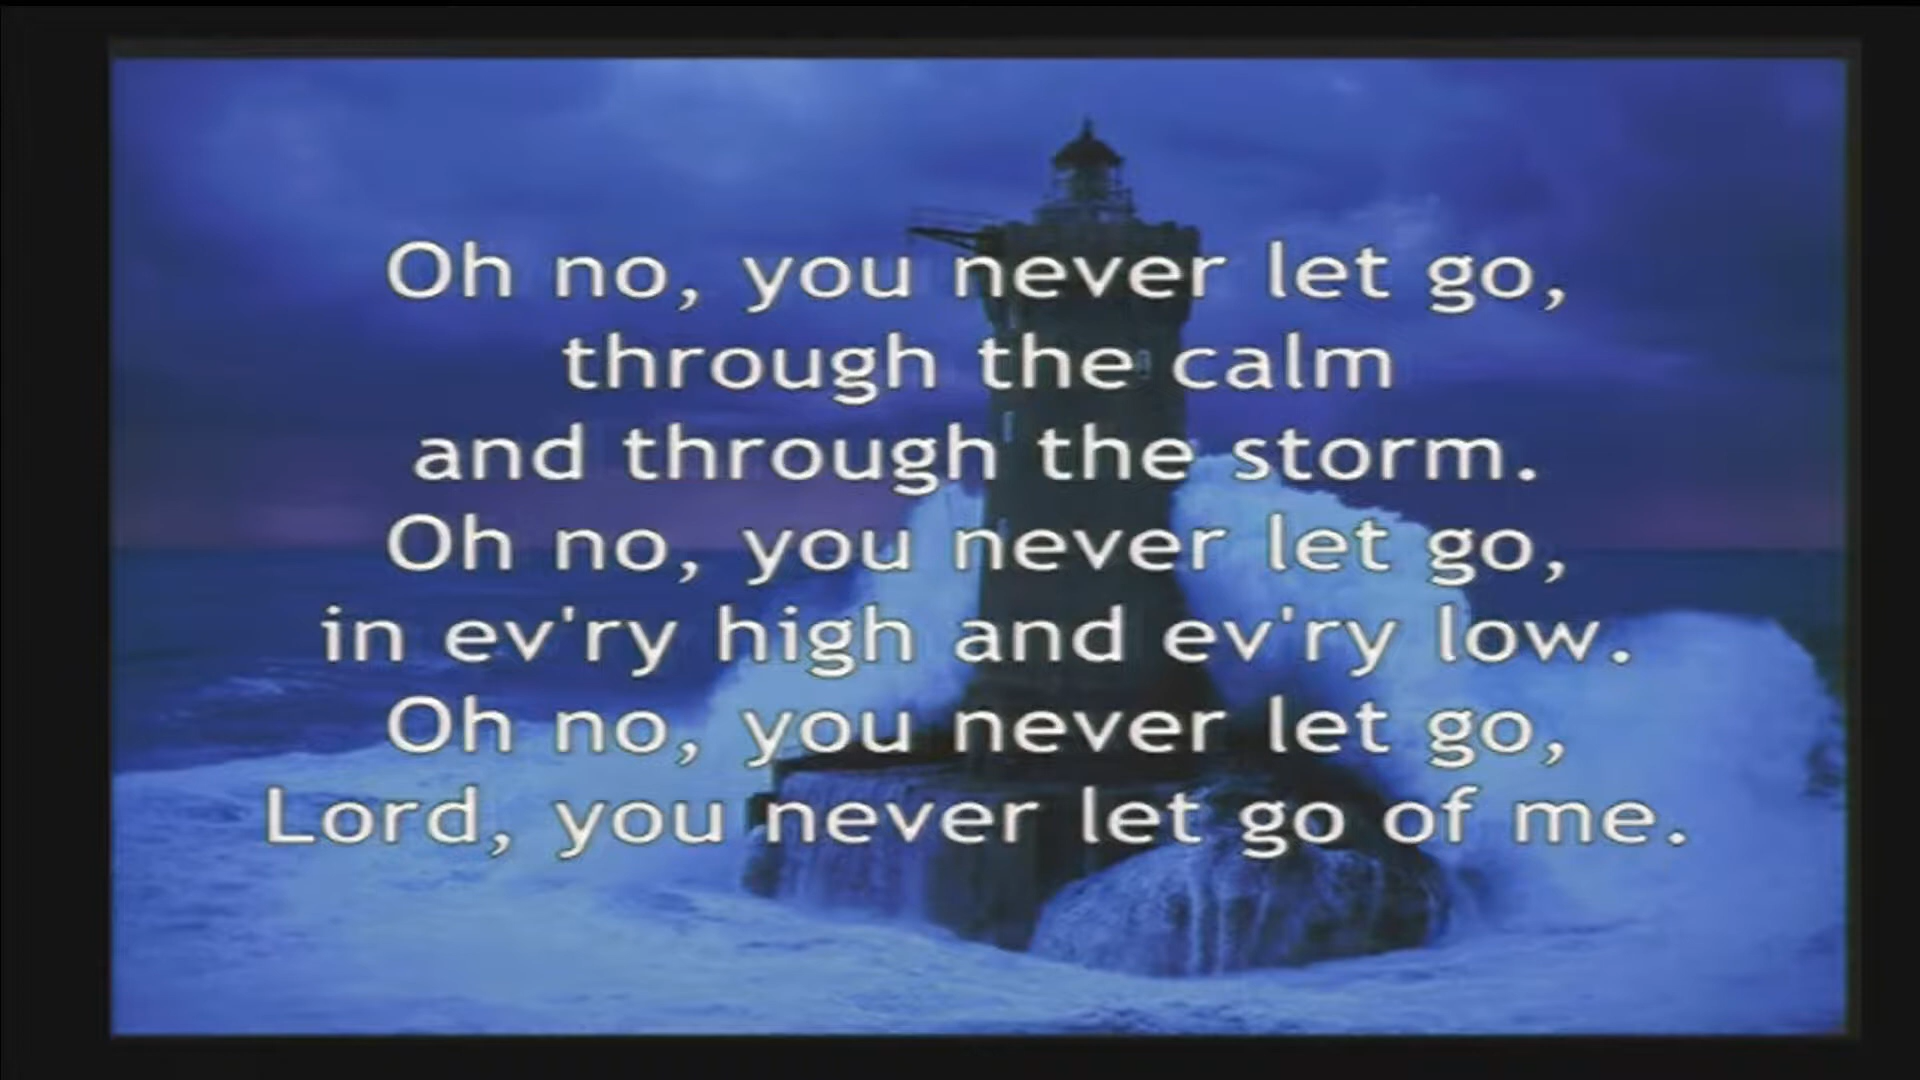 Oh no, you never let go,
through the calm
and through the storm.
Oh no, you never let go,
in ev'ry high and ev'ry low.
Oh no, you never let go,
Lord, you never let go of me.